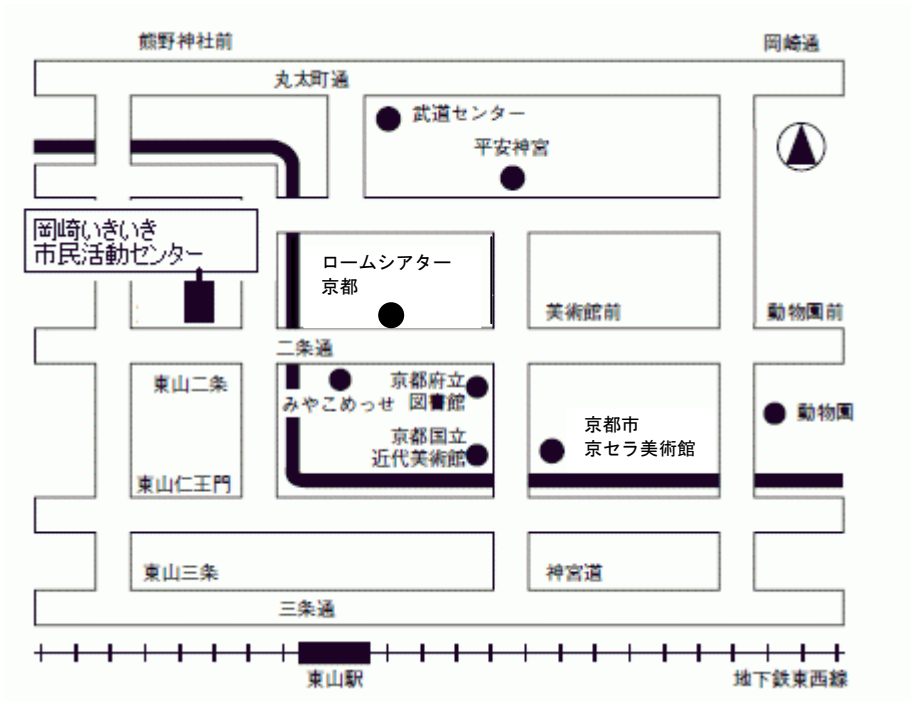 熊野神社前
岡崎通
丸太町通
武道センター
平安神宮
岡崎いきいき
市民活動センター
ロームシアター
京都
美術館前
動物園前
二条通
東山二条
みやこめっせ
京都府立
図書館
動物園
京都市
京セラ美術館
京都国立
近代美術館
東山仁王門
東山三条
神宮道
三条通
東山駅
地下鉄東西線